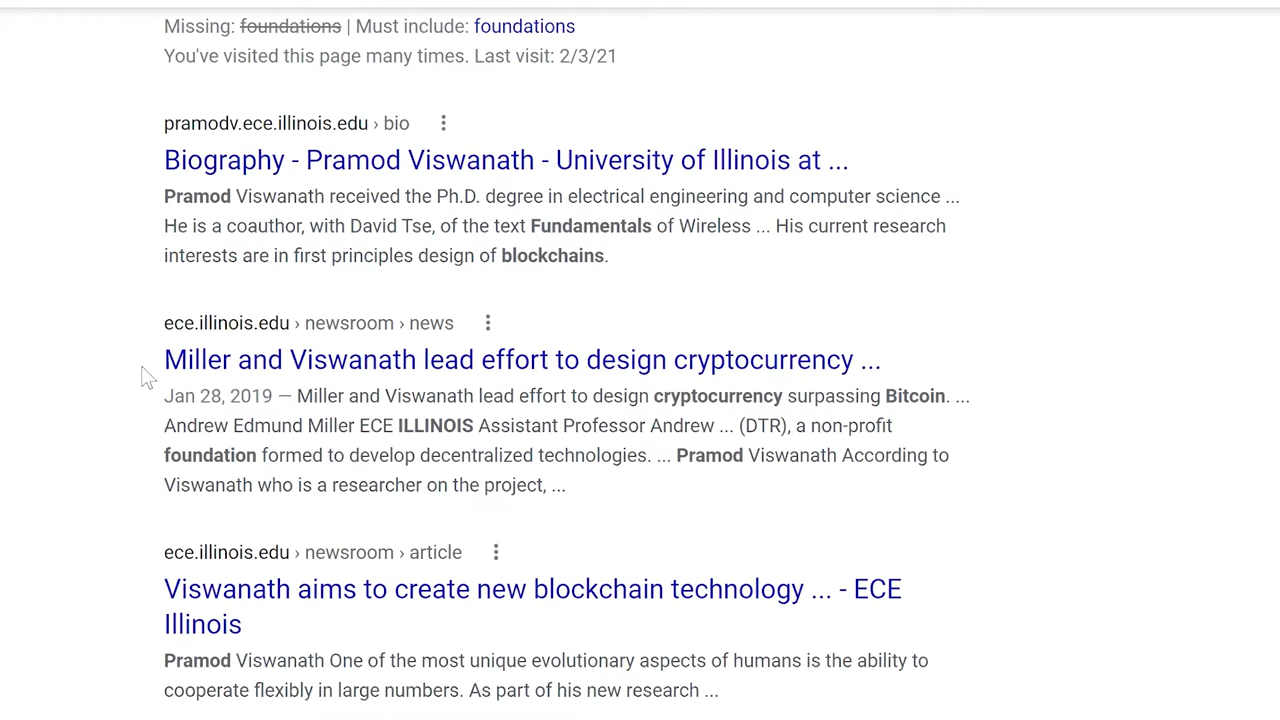 Missing: foundations | Must include: foundations
You've visited this page many times. Last visit: 2/3/21
pramodv.ece.illinois.edu › bio
Biography - Pramod Viswanath - University of Illinois at ...
Pramod Viswanath received the Ph.D. degree in electrical engineering and computer science ...
He is a coauthor, with David Tse, of the text Fundamentals of Wireless ... His current research
interests are in first principles design of blockchains.
ece.illinois.edu › newsroom › news
Miller and Viswanath lead effort to design cryptocurrency ...
Jan 28, 2019 — Miller and Viswanath lead effort to design cryptocurrency surpassing Bitcoin. ...
Andrew Edmund Miller ECE ILLINOIS Assistant Professor Andrew ... (DTR), a non-profit
foundation formed to develop decentralized technologies. ... Pramod Viswanath According to
Viswanath who is a researcher on the project, ...
ece.illinois.edu › newsroom › article
Viswanath aims to create new blockchain technology ... - ECE
Illinois
Pramod Viswanath One of the most unique evolutionary aspects of humans is the ability to
cooperate flexibly in large numbers. As part of his new research ...